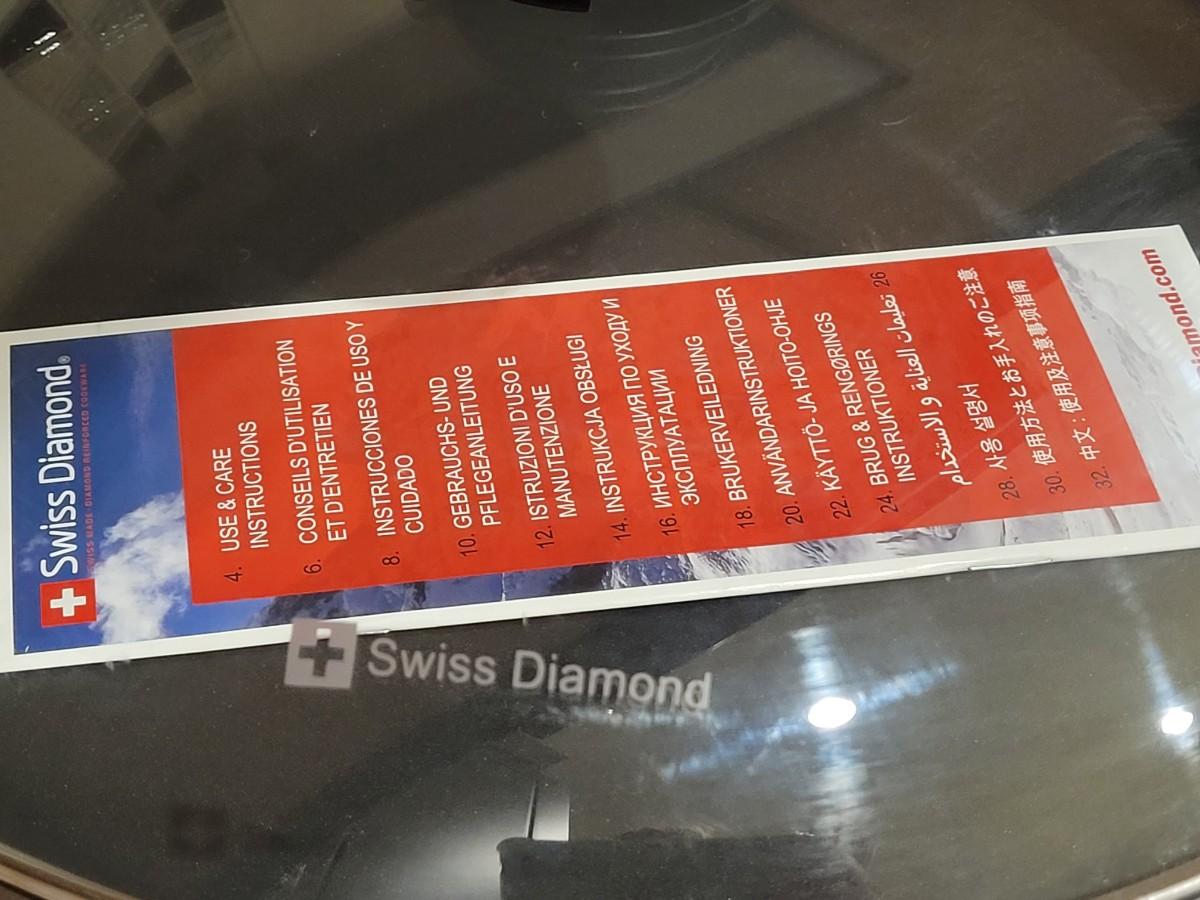 Swiss Diamond®
SWISS MADE · DIAMOND REINFORCED COOKWARE
4. USE & CARE
INSTRUCTIONS
6. CONSEILS D'UTILISATION
ET D'ENTRETIEN
8. INSTRUCCIONES DE USO Y
CUIDADO
10. GEBRAUCHS- UND
PFLEGEANLEITUNG
12. ISTRUZIONI D'USO E
MANUTENZIONE
14. INSTRUKCJA OBSŁUGI
16. ИНСТРУКЦИЯ ПО УХОДУ И
ЭКСПЛУАТАЦИИ
18. BRUKERVEILEDNING
20. ANVÄNDARINSTRUKTIONER
22. KÄYTTÖ- JA HOITO-OHJE
24. BRUG & RENGØRINGS
INSTRUKTIONER
26 تعليمات العناية و الاستخدام
28. 사용 설명서
30. 使用方法とお手入れのご注意
32. 中文 : 使用及注意事项指南
iamond.com
Swiss Diamond